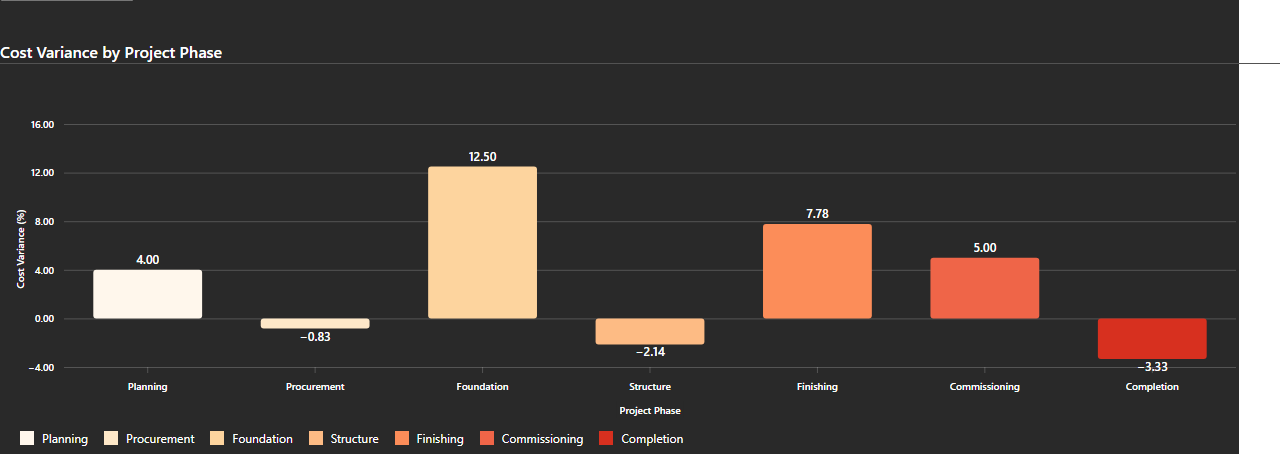 Cost Variance by Project Phase
16.00
12.00
8.00
4.00
0.00
−4.00
Cost Variance (%)
4.00
−0.83
12.50
−2.14
7.78
5.00
−3.33
Planning Procurement Foundation Structure Finishing Commissioning Completion
Project Phase
Planning Procurement Foundation Structure Finishing Commissioning Completion